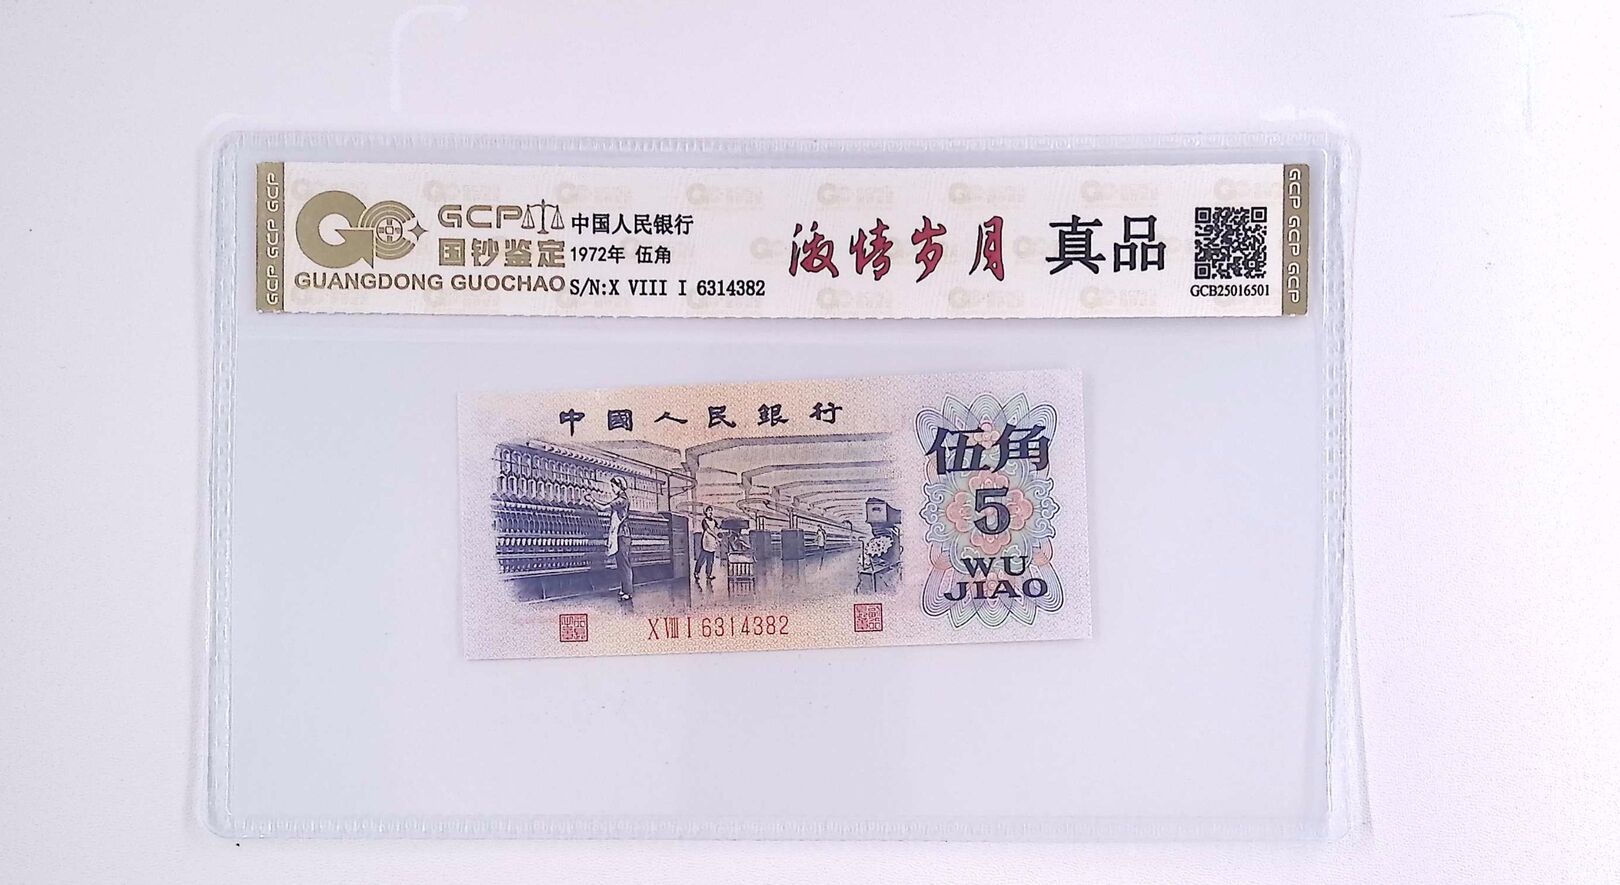 GCP GCP GCP
GCP
国钞鉴定
GUANGDONG GUOCHAO
中国人民银行
1972年 伍角
S/N:X VIII I 6314382
激情岁月
真品
GCB25016501
GCP GCP GCP
中國人民銀行
伍角
5
WU
JIAO
X VIII I 6314382